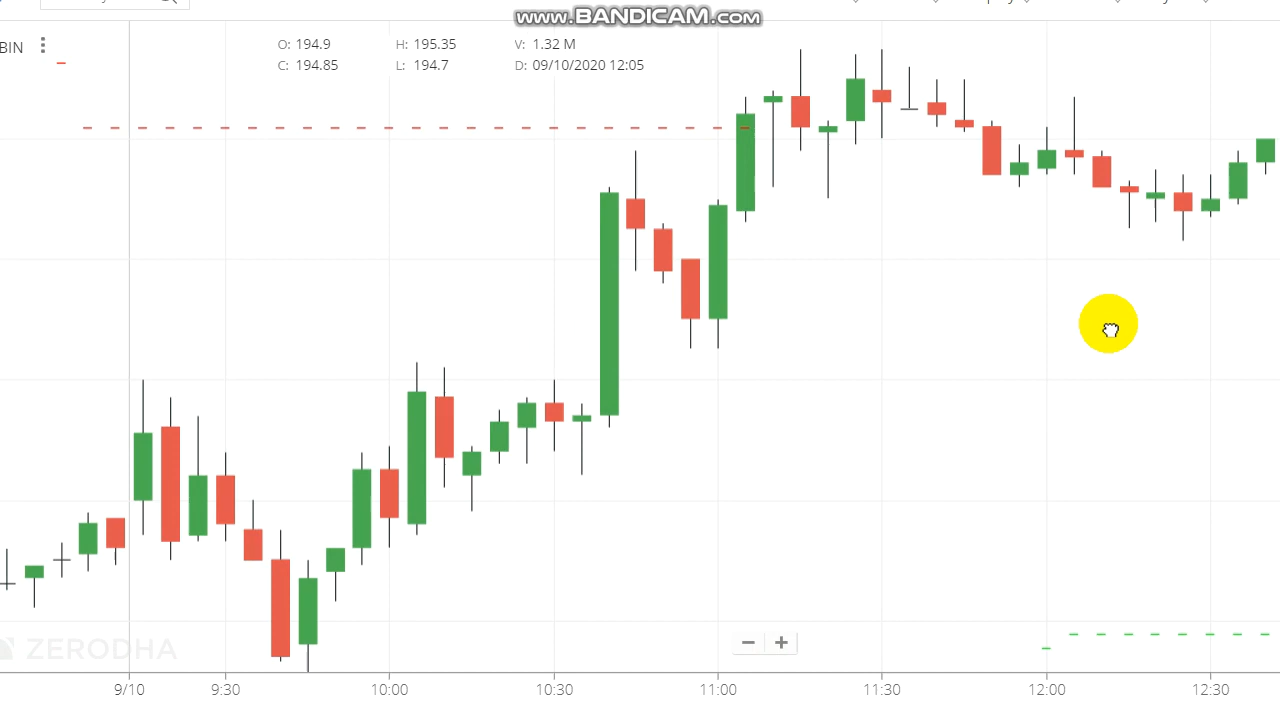 www.BANDICAM.com
BIN
O: 194.9 H: 195.35 V: 1.32 M
C: 194.85 L: 194.7 D: 09/10/2020 12:05
ZERODHA
9/10 9:30 10:00 10:30 11:00 11:30 12:00 12:30